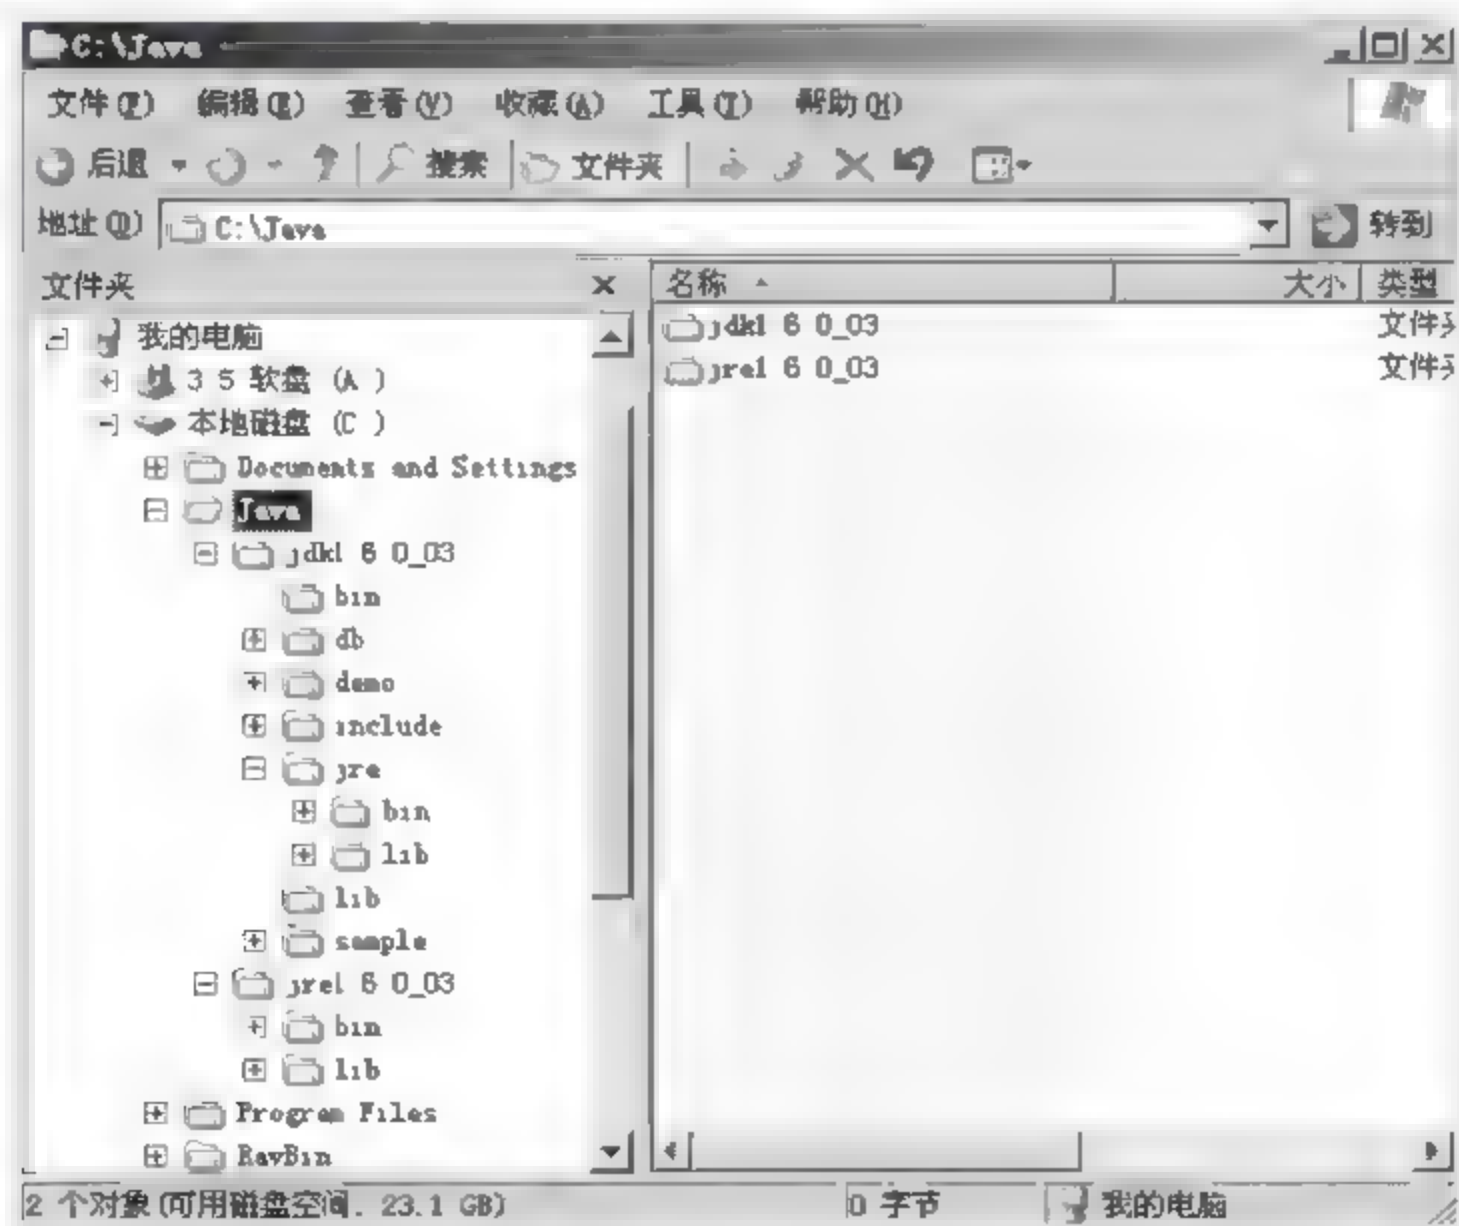 C:\Java
文件(F) 编辑(E) 查看(V) 收藏(A) 工具(T) 帮助(H)
后退 搜索 文件夹
地址(D) C:\Java 转到
文件夹 名称 大小 类型
我的电脑
3 5 软盘 (A )
本地磁盘 (C )
Documents and Settings
Java
jdk1 6 0_03
bin
db
demo
include
jre
bin
lib
lib
sample
jre1 6 0_03
bin
lib
Program Files
RavBin
jdk1 6 0_03 文件夹
jre1 6 0_03 文件夹
2 个对象(可用磁盘空间. 23.1 GB) 0 字节 我的电脑